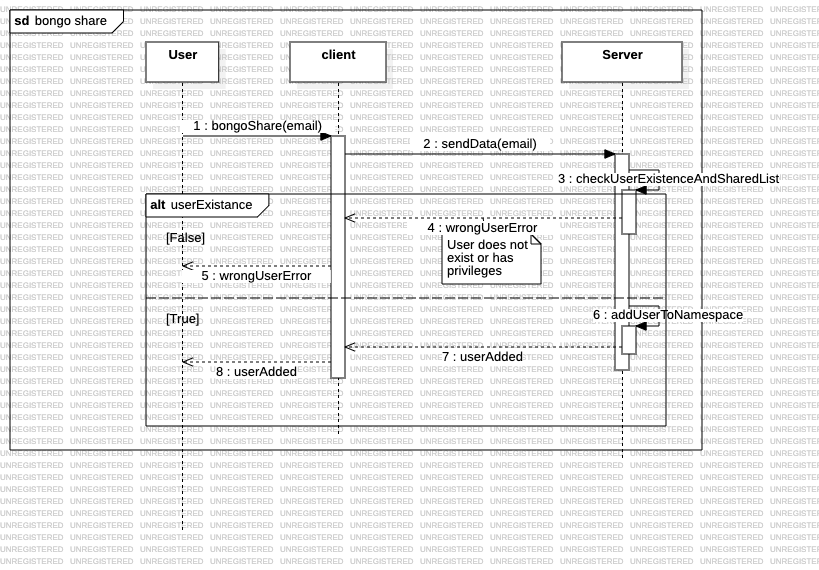 sd bongo share
User
client
Server
1 : bongoShare(email)
2 : sendData(email)
3 : checkUserExistenceAndSharedList
alt userExistance
4 : wrongUserError
[False]
User does not
exist or has
privileges
5 : wrongUserError
6 : addUserToNamespace
[True]
7 : userAdded
8 : userAdded
UNREGISTERED